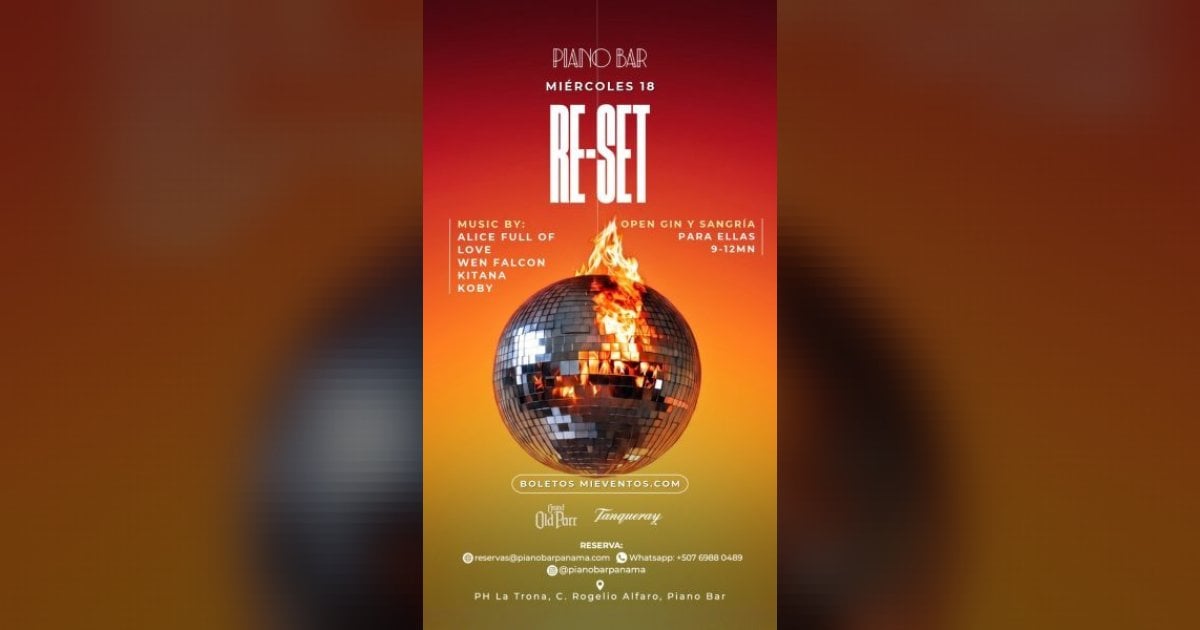 PIANO BAR
MIÉRCOLES 18
RE-SET
MUSIC BY:
ALICE FULL OF
LOVE
WEN FALCON
KITANA
KOBY
OPEN GIN Y SANGRÍA
PARA ELLAS
9-12MN
BOLETOS MIEVENTOS.COM
Grand
Old Parr
Tanqueray
RESERVA:
reservas@pianobarpanama.com Whatsapp: +507 6988 0489
@pianobarpanama
PH La Trona, C. Rogelio Alfaro, Piano Bar